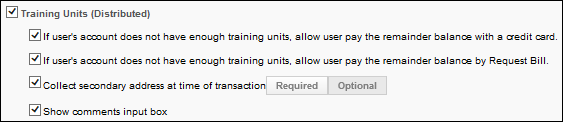 Training Units (Distributed)
If user's account does not have enough training units, allow user pay the remainder balance with a credit card.
If user's account does not have enough training units, allow user pay the remainder balance by Request Bill.
Collect secondary address at time of transaction Required Optional
Show comments input box